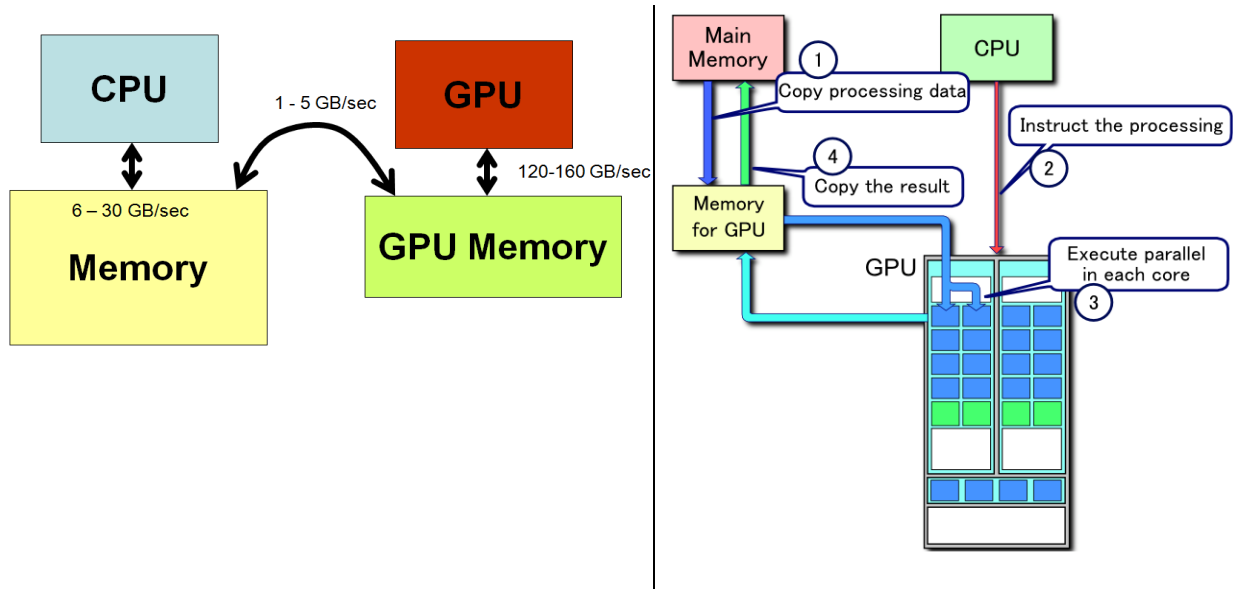 CPU
GPU
1 - 5 GB/sec
120-160 GB/sec
6 – 30 GB/sec
Memory
GPU Memory
Main
Memory
CPU
1
Copy processing data
Instruct the processing
2
4
Copy the result
Memory
for GPU
GPU
Execute parallel
in each core
3